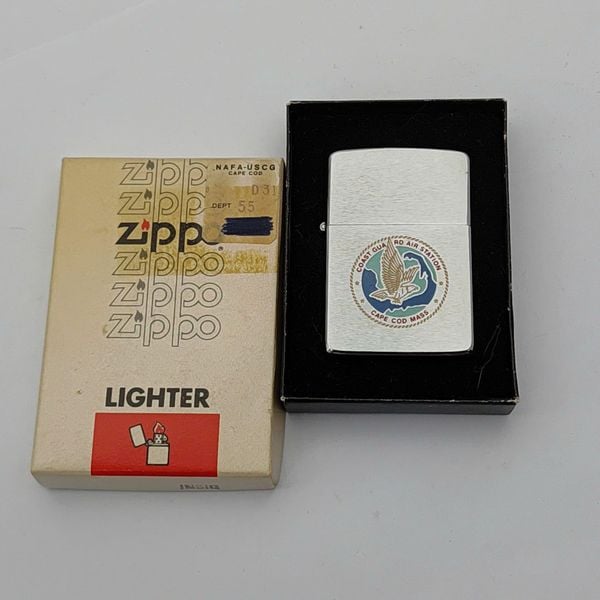 NAFA-USCG
CAPE COD
D31
DEPT 55
zippo
zippo
zippo
zippo
zippo
zippo
LIGHTER
COAST GUARD AIR STATION
CAPE COD MASS